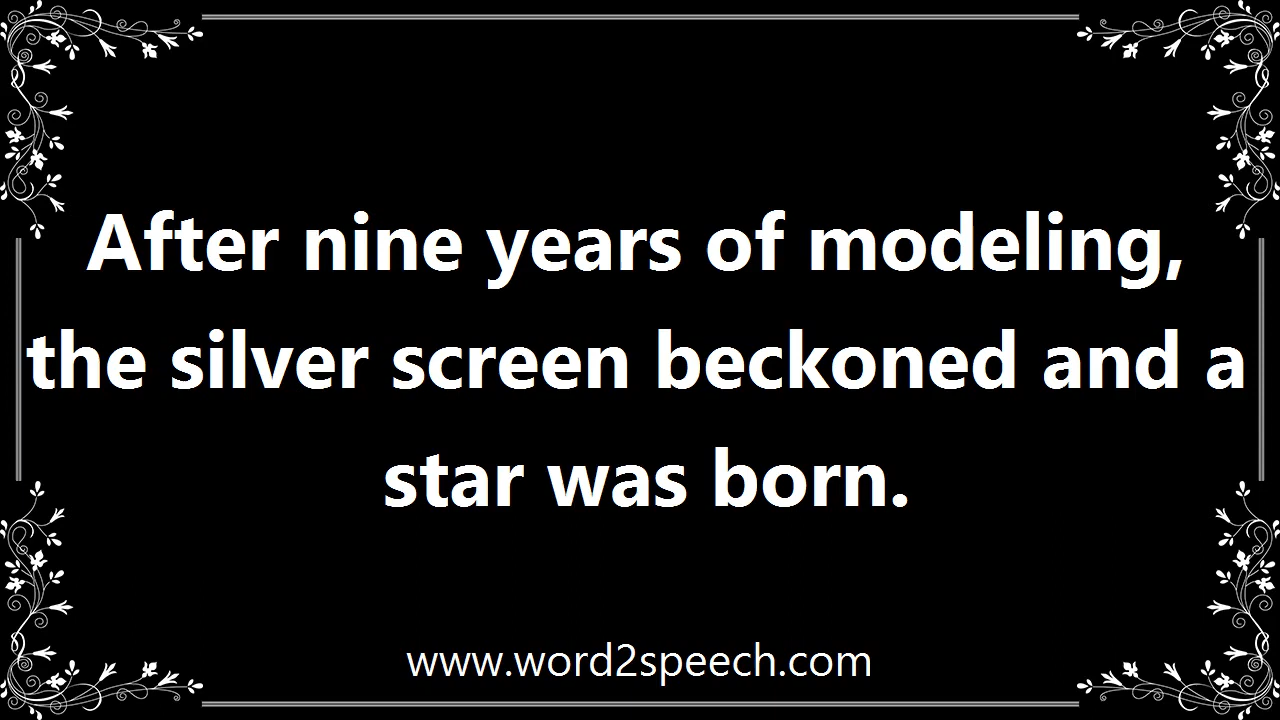 After nine years of modeling,
the silver screen beckoned and a
star was born.
www.word2speech.com